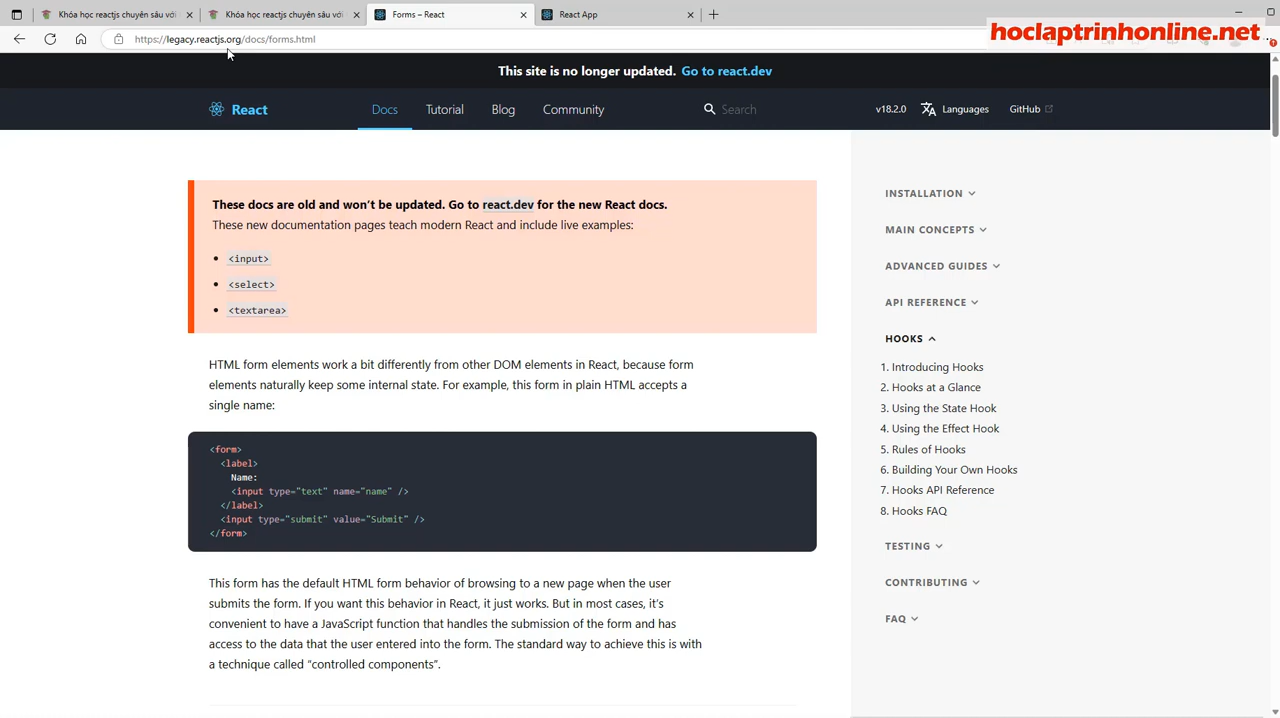 Khóa học reactjs chuyên sâu với
Khóa học reactjs chuyên sâu với
Forms – React
React App
https://legacy.reactjs.org/docs/forms.html
hoclaptrinhonline.net
This site is no longer updated. Go to react.dev
React
Docs
Tutorial
Blog
Community
Search
v18.2.0
Languages
GitHub
These docs are old and won’t be updated. Go to react.dev for the new React docs.
These new documentation pages teach modern React and include live examples:
<input>
<select>
<textarea>
HTML form elements work a bit differently from other DOM elements in React, because form
elements naturally keep some internal state. For example, this form in plain HTML accepts a
single name:
<form>
<label>
Name:
<input type="text" name="name" />
</label>
<input type="submit" value="Submit" />
</form>
This form has the default HTML form behavior of browsing to a new page when the user
submits the form. If you want this behavior in React, it just works. But in most cases, it’s
convenient to have a JavaScript function that handles the submission of the form and has
access to the data that the user entered into the form. The standard way to achieve this is with
a technique called “controlled components”.
INSTALLATION
MAIN CONCEPTS
ADVANCED GUIDES
API REFERENCE
HOOKS
1. Introducing Hooks
2. Hooks at a Glance
3. Using the State Hook
4. Using the Effect Hook
5. Rules of Hooks
6. Building Your Own Hooks
7. Hooks API Reference
8. Hooks FAQ
TESTING
CONTRIBUTING
FAQ